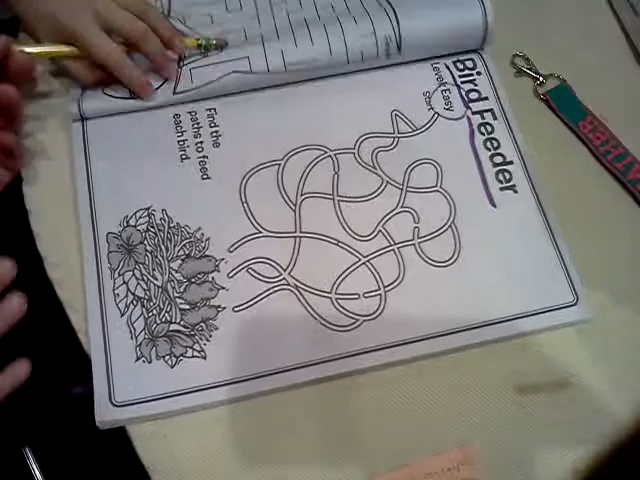 Bird Feeder
Level: Easy
Start
Find the
paths to feed
each bird.